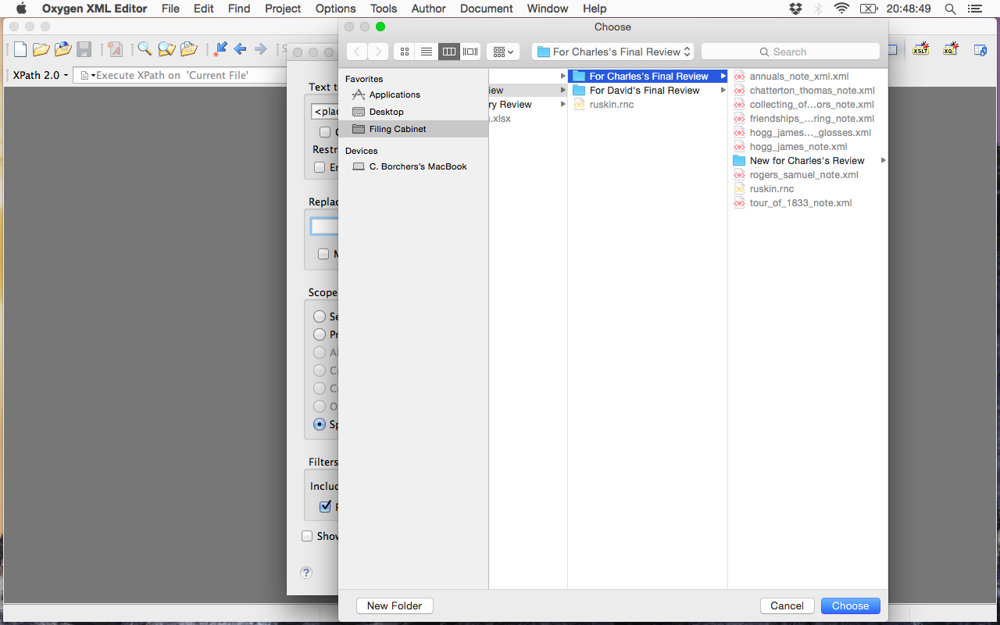 Oxygen XML Editor File Edit Find Project Options Tools Author Document Window Help 20:48:49
Choose
For Charles's Final Review Search
XSLT XQ
XPath 2.0 Execute XPath on 'Current File'
Text t
<plac
Restr
Replac
Scope
Se
Filters
Includ
Show
?
Favorites
Applications
Desktop
Filing Cabinet
Devices
C. Borchers's MacBook
iew
ry Review
.xlsx
For Charles's Final Review
For David's Final Review
ruskin.rnc
annuals_note_xml.xml
chatterton_thomas_note.xml
collecting_of...ors_note.xml
friendships_...ring_note.xml
hogg_james..._glosses.xml
hogg_james_note.xml
New for Charles's Review
rogers_samuel_note.xml
ruskin.rnc
tour_of_1833_note.xml
New Folder Cancel Choose